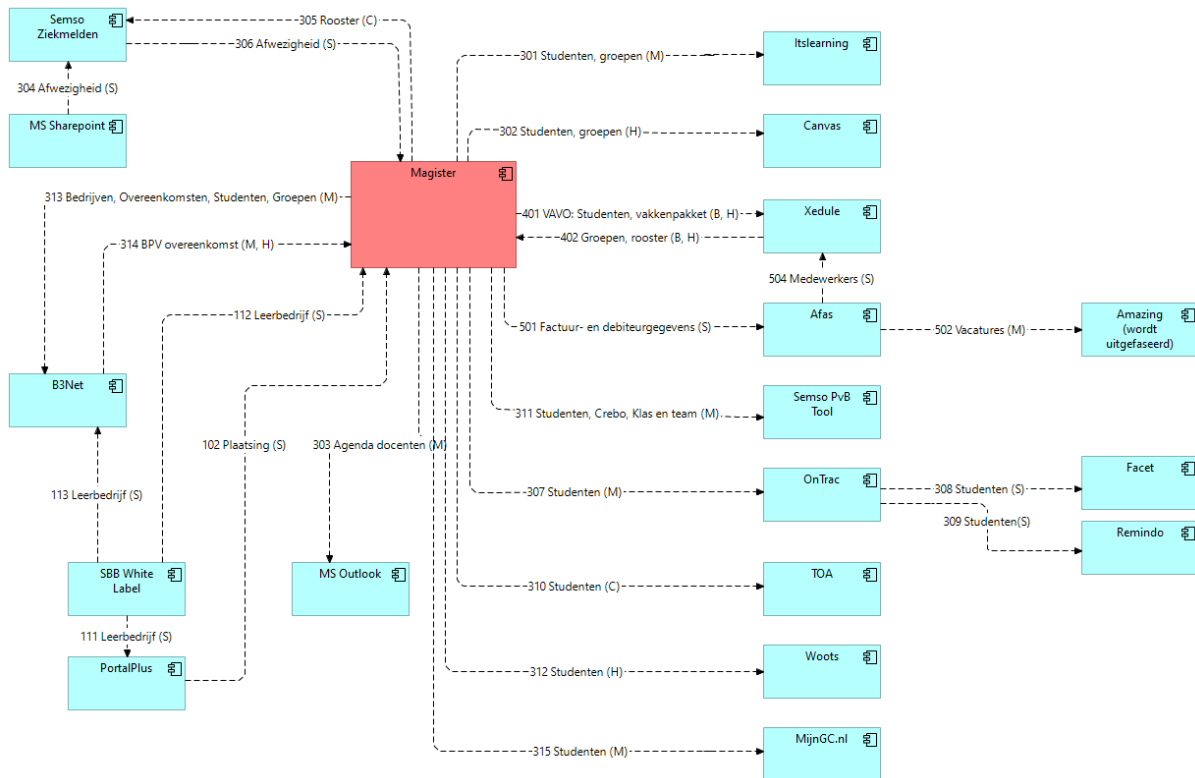 Semso
Ziekmelden
305 Rooster (C)
306 Afwezigheid (S)
304 Afwezigheid (S)
MS Sharepoint
301 Studenten, groepen (M)
Itslearning
302 Studenten, groepen (H)
Canvas
Magister
313 Bedrijven, Overeenkomsten, Studenten, Groepen (M)
314 BPV overeenkomst (M, H)
401 VAVO: Studenten, vakkenpakket (B, H)
402 Groepen, rooster (B, H)
Xedule
504 Medewerkers (S)
112 Leerbedrijf (S)
501 Factuur- en debiteurgegevens (S)
Afas
502 Vacatures (M)
Amazing
(wordt
uitgefaseerd)
B3Net
311 Studenten, Crebo, Klas en team (M)
Semso PvB
Tool
102 Plaatsing (S)
303 Agenda docenten (M)
113 Leerbedrijf (S)
307 Studenten (M)
OnTrac
308 Studenten (S)
309 Studenten(S)
Facet
Remindo
SBB White
Label
MS Outlook
310 Studenten (C)
TOA
111 Leerbedrijf (S)
PortalPlus
312 Studenten (H)
Woots
315 Studenten (M)
MijnGC.nl